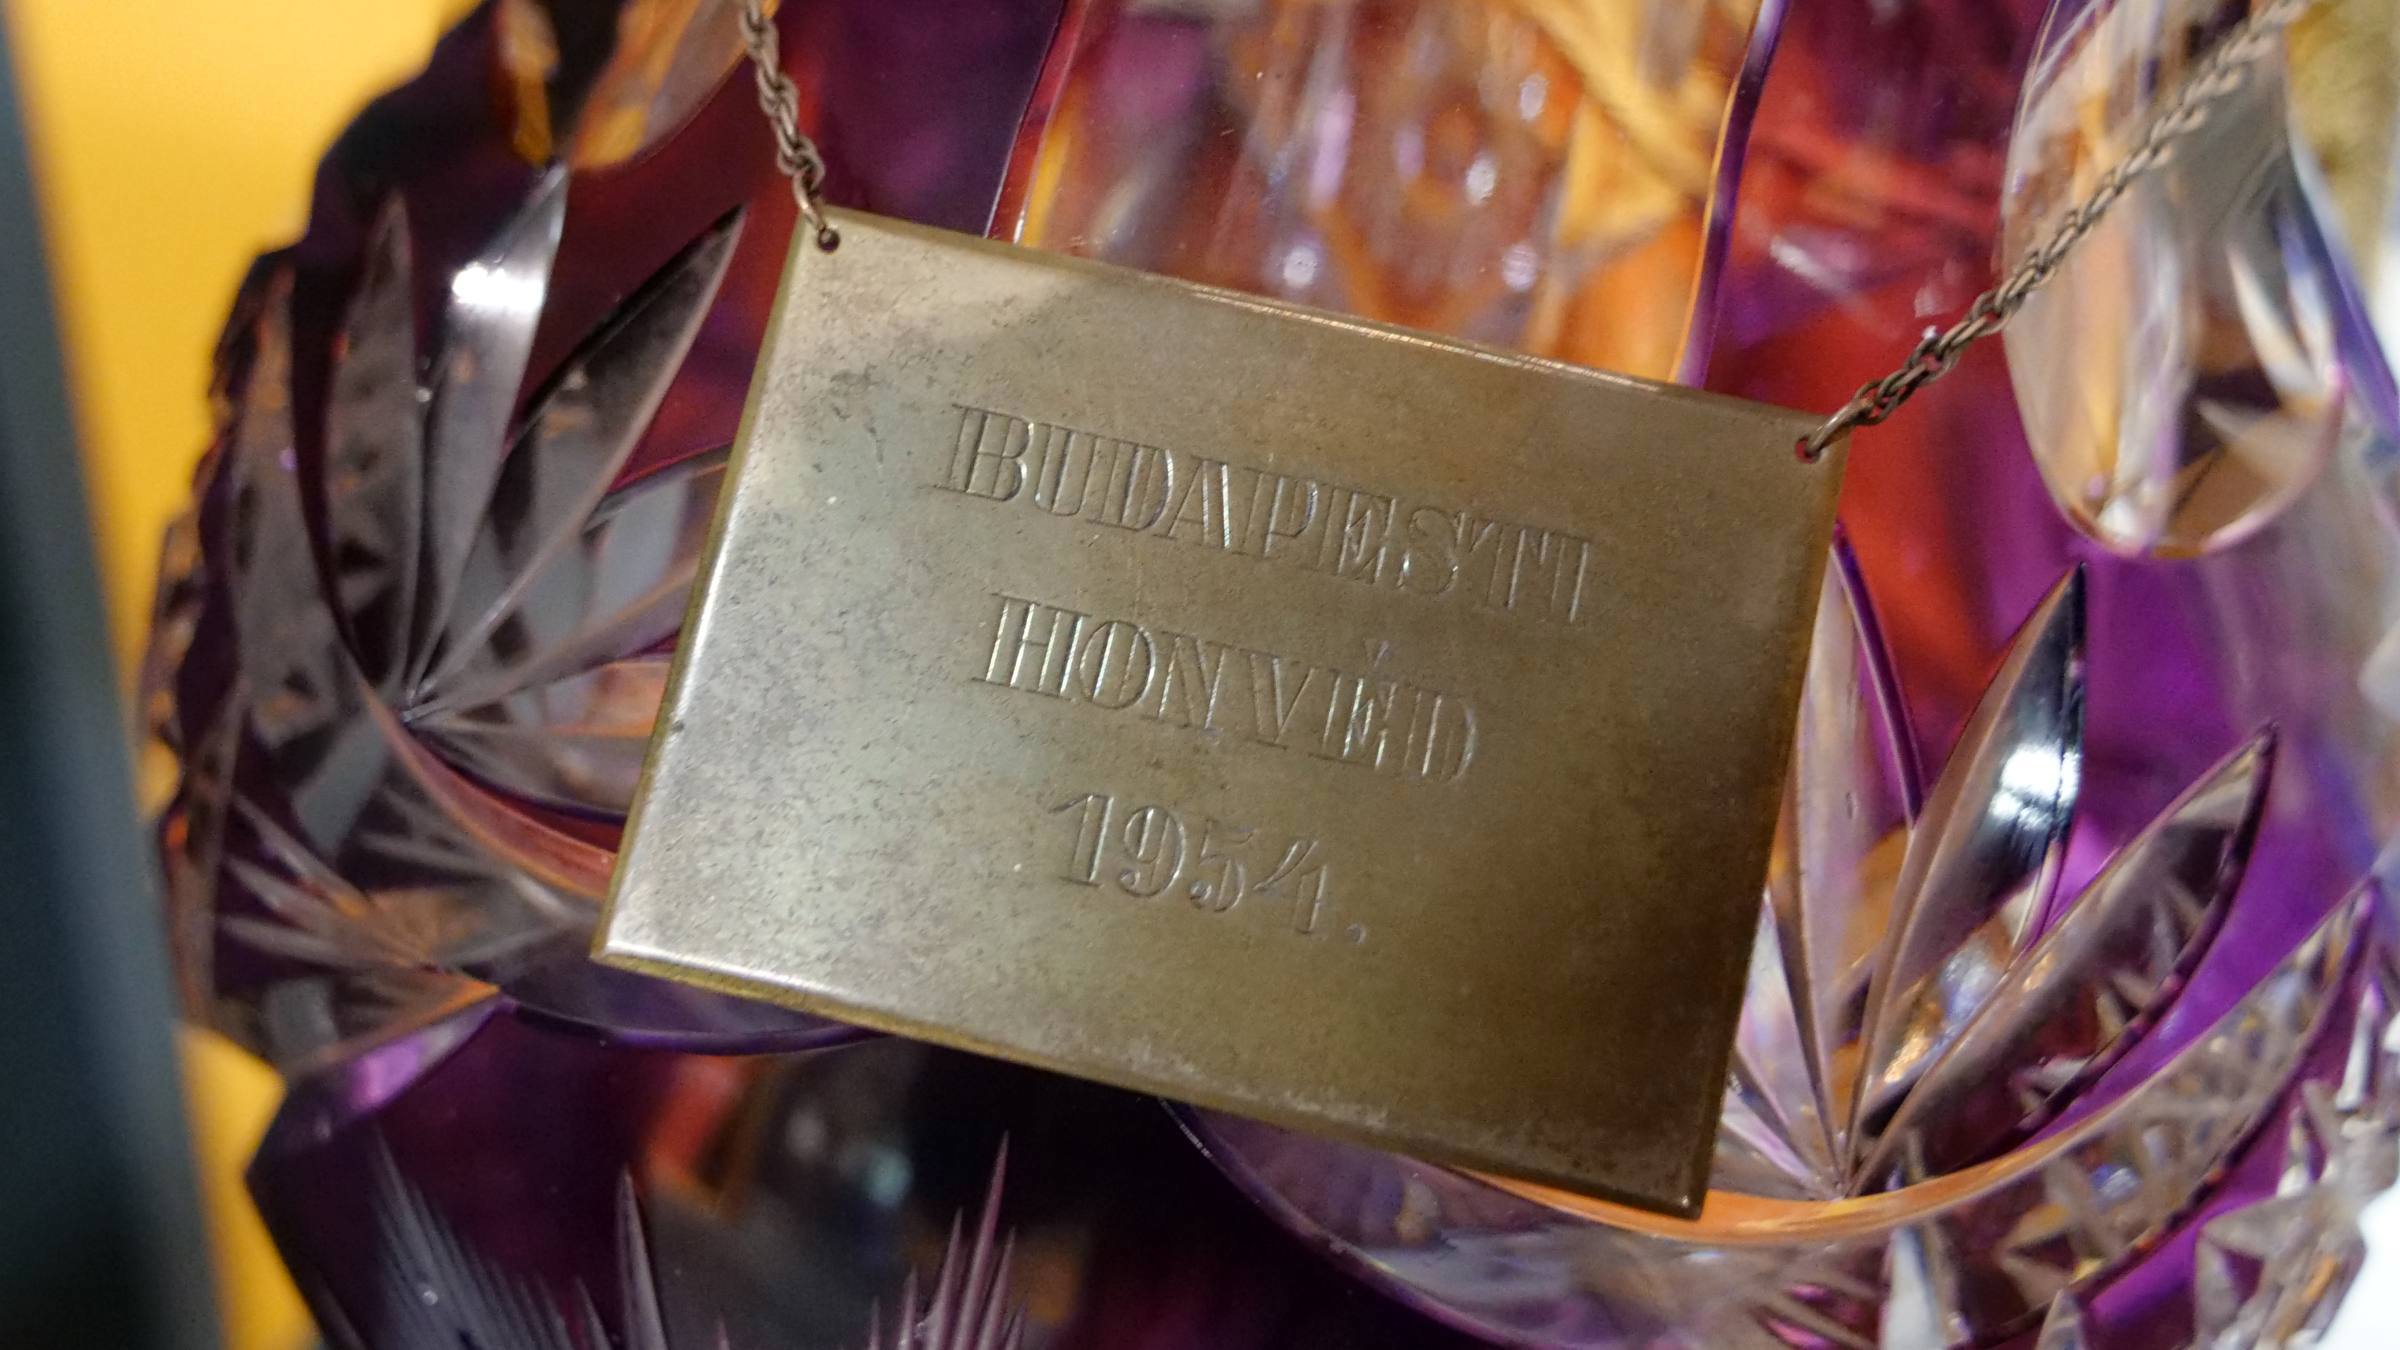 BUDAPESTI
HONVÉD
1954.